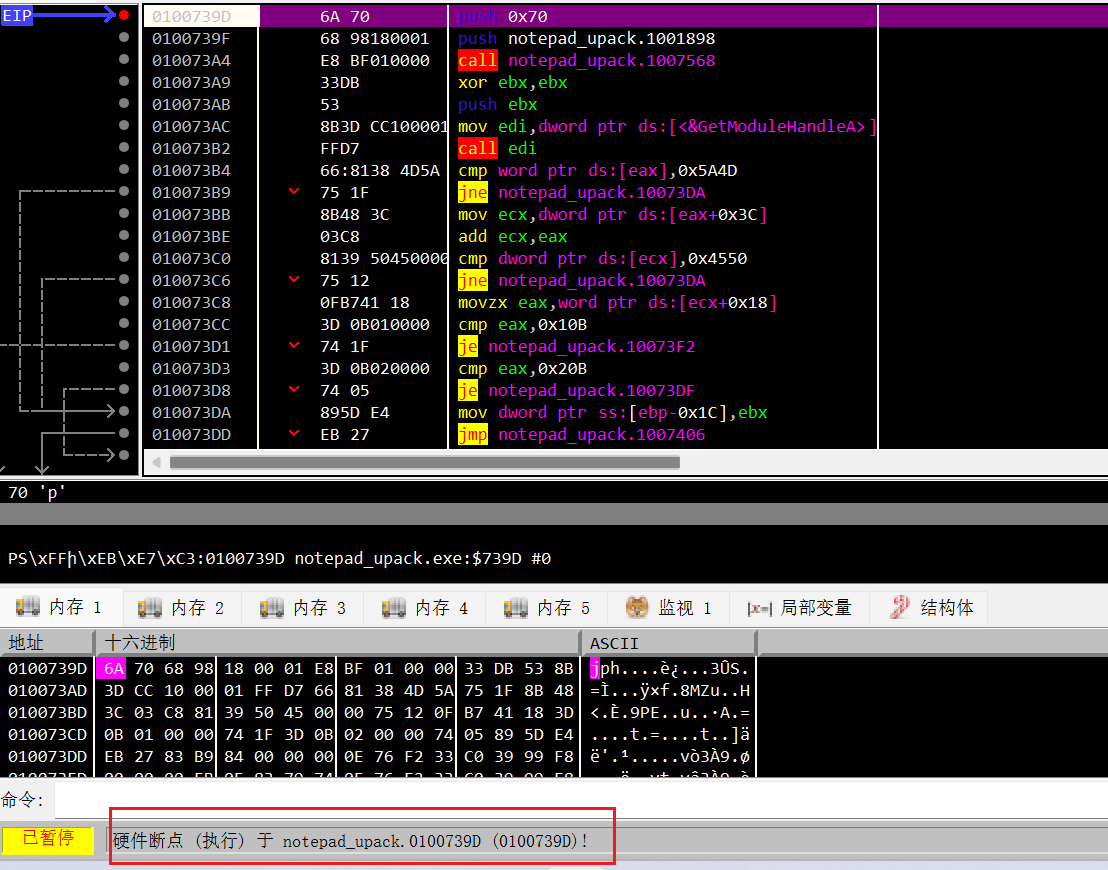 EIP 0100739D 6A 70 push 0x70
0100739F 68 98180001 push notepad_upack.1001898
010073A4 E8 BF010000 call notepad_upack.1007568
010073A9 33DB xor ebx,ebx
010073AB 53 push ebx
010073AC 8B3D CC100001 mov edi,dword ptr ds:[<&GetModuleHandleA>]
010073B2 FFD7 call edi
010073B4 66:8138 4D5A cmp word ptr ds:[eax],0x5A4D
010073B9 75 1F jne notepad_upack.10073DA
010073BB 8B48 3C mov ecx,dword ptr ds:[eax+0x3C]
010073BE 03C8 add ecx,eax
010073C0 8139 50450000 cmp dword ptr ds:[ecx],0x4550
010073C6 75 12 jne notepad_upack.10073DA
010073C8 0FB741 18 movzx eax,word ptr ds:[ecx+0x18]
010073CC 3D 0B010000 cmp eax,0x10B
010073D1 74 1F je notepad_upack.10073F2
010073D3 3D 0B020000 cmp eax,0x20B
010073D8 74 05 je notepad_upack.10073DF
010073DA 895D E4 mov dword ptr ss:[ebp-0x1C],ebx
010073DD EB 27 jmp notepad_upack.1007406
70 'p'
PS\xFFþ\xEB\xE7\xC3:0100739D notepad_upack.exe:$739D #0
内存 1 内存 2 内存 3 内存 4 内存 5 监视 1 |x=| 局部变量 结构体
地址 十六进制 ASCII
0100739D 6A 70 68 98 18 00 01 E8 BF 01 00 00 33 DB 53 8B jph....è¿...3ÛS.
010073AD 3D CC 10 00 01 FF D7 66 81 38 4D 5A 75 1F 8B 48 =Ì...ÿ×f.8MZu..H
010073BD 3C 03 C8 81 39 50 45 00 00 75 12 0F B7 41 18 3D <.È.9PE..u..·A.=
010073CD 0B 01 00 00 74 1F 3D 0B 02 00 00 74 05 89 5D E4 ....t.=....t..]ä
010073DD EB 27 83 B9 84 00 00 00 0E 76 F2 33 C0 39 99 F8 ë'.¹.....vò3À9.ø
命令:
已暂停 硬件断点 (执行) 于 notepad_upack.0100739D (0100739D)!